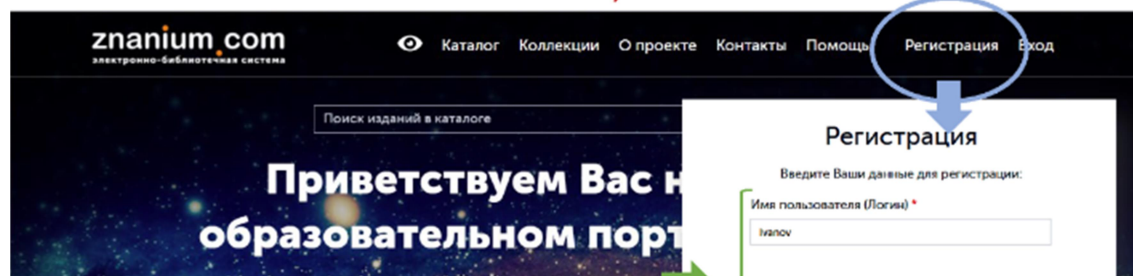 znanium.com
электронно-библиотечная система
Каталог Коллекции О проекте Контакты Помощь Регистрация Вход
Поиск изданий в каталоге
Приветствуем Вас н
образовательном порт
Регистрация
Введите Ваши данные для регистрации:
Имя пользователя (Логин) *
Ivanov